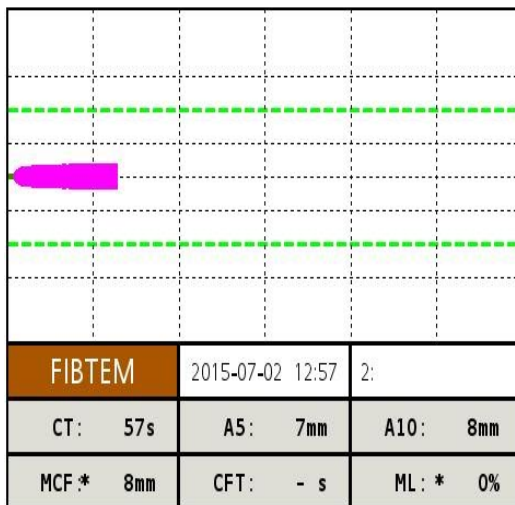 FIBTEM 2015-07-02 12:57 2:
CT: 57s A5: 7mm A10: 8mm
MCF:* 8mm CFT: - s ML: * 0%